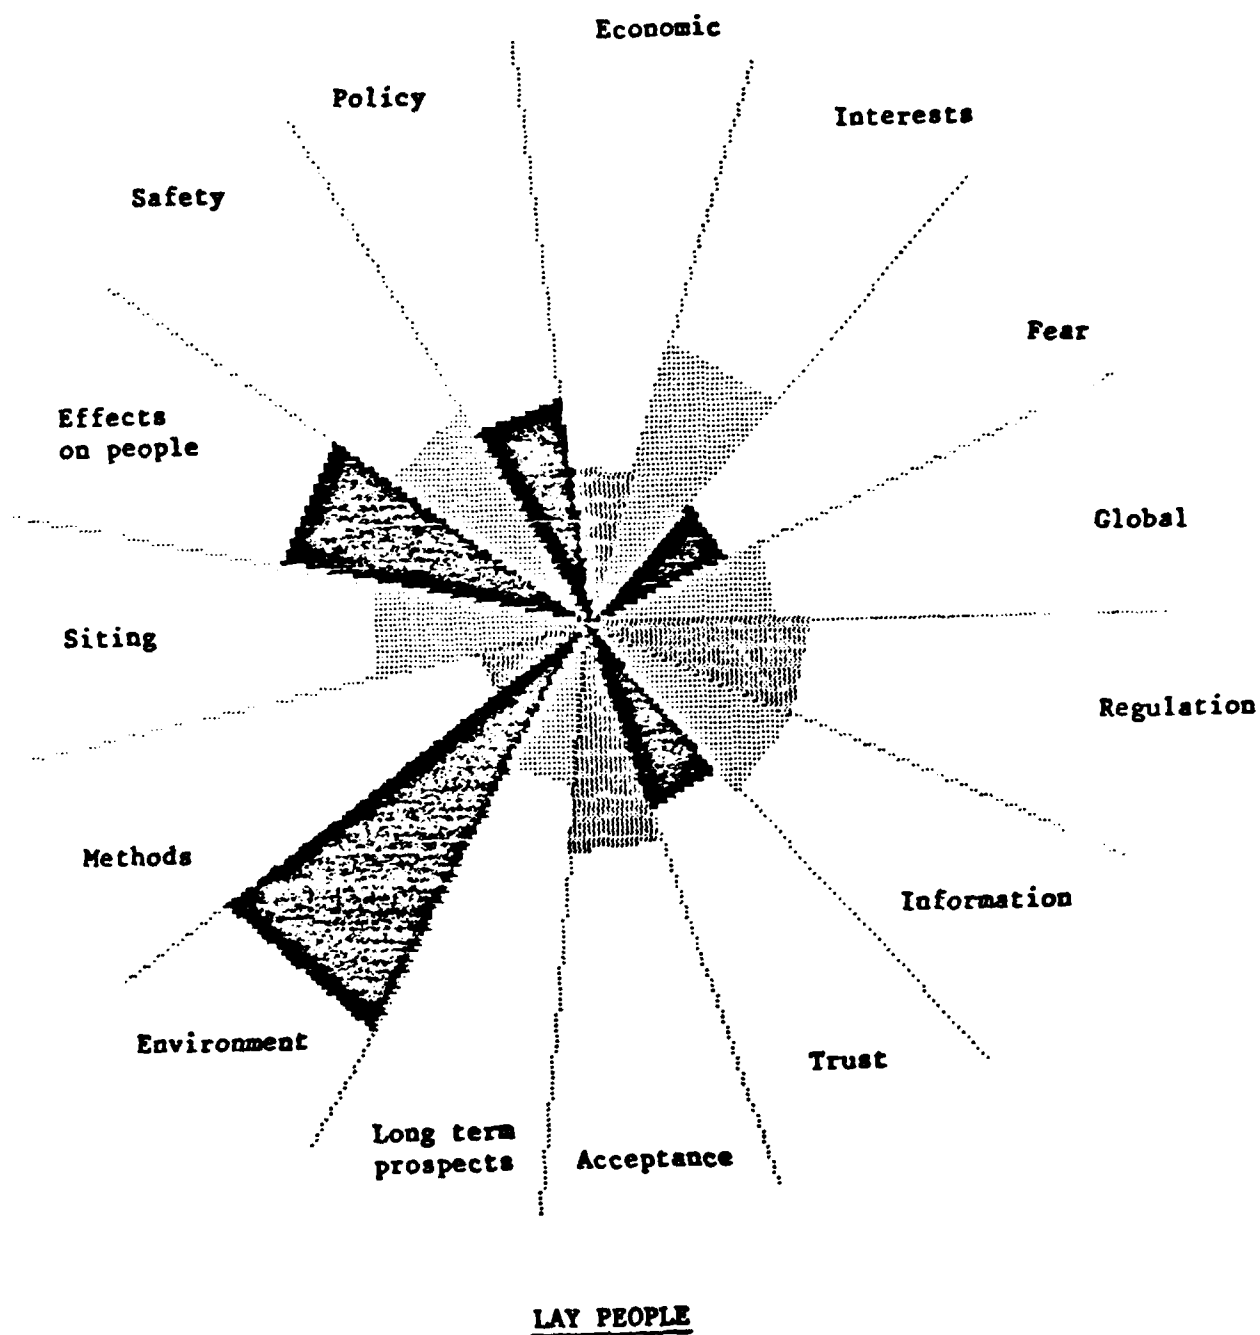 Economic
Policy
Interests
Safety
Fear
Effects
on people
Global
Siting
Regulation
Methods
Information
Environment
Trust
Long term
prospects
Acceptance
LAY PEOPLE